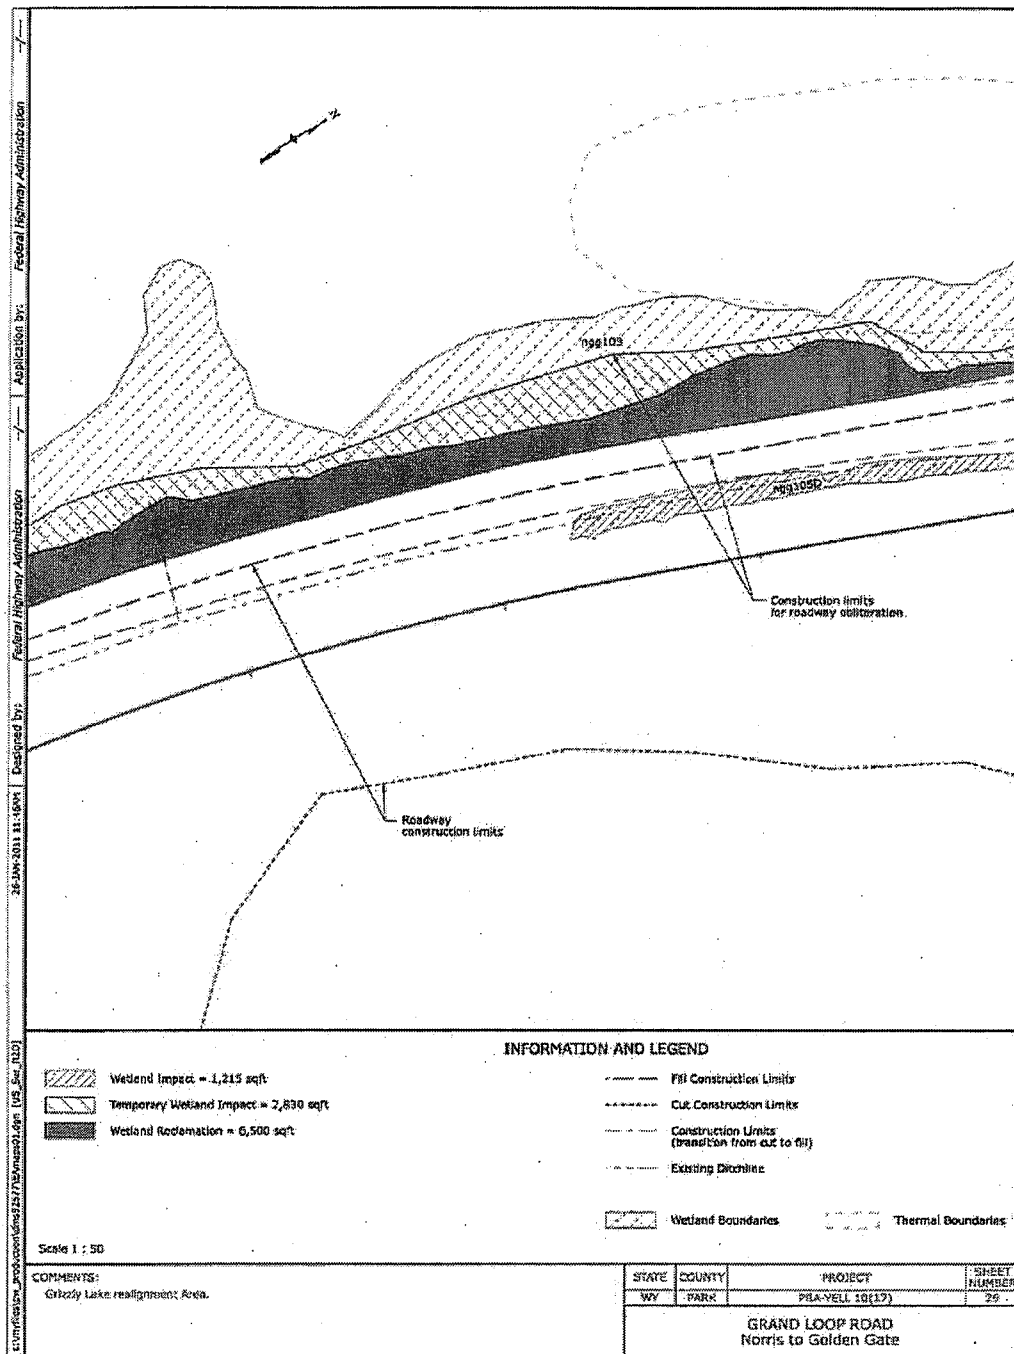 N
ngg103
ngg105D
Construction limits
for roadway obliteration.
Roadway
construction limits
INFORMATION AND LEGEND
Wetland Impact = 1,215 sqft
Temporary Wetland Impact = 2,830 sqft
Wetland Reclamation = 6,500 sqft
Fill Construction Limits
Cut Construction Limits
Construction Limits
(transition from cut to fill)
Existing Ditchline
Wetland Boundaries
Thermal Boundaries
Scale 1 : 50
COMMENTS:
Grizzly Lake realignment Area.
STATE COUNTY PROJECT SHEET NUMBER
WY PARK PRA-YELL 10(17) 29
GRAND LOOP ROAD
Norris to Golden Gate
26-JAN-2011 11:46AM Designed by: Federal Highway Administration --/-- Application by: Federal Highway Administration --/--